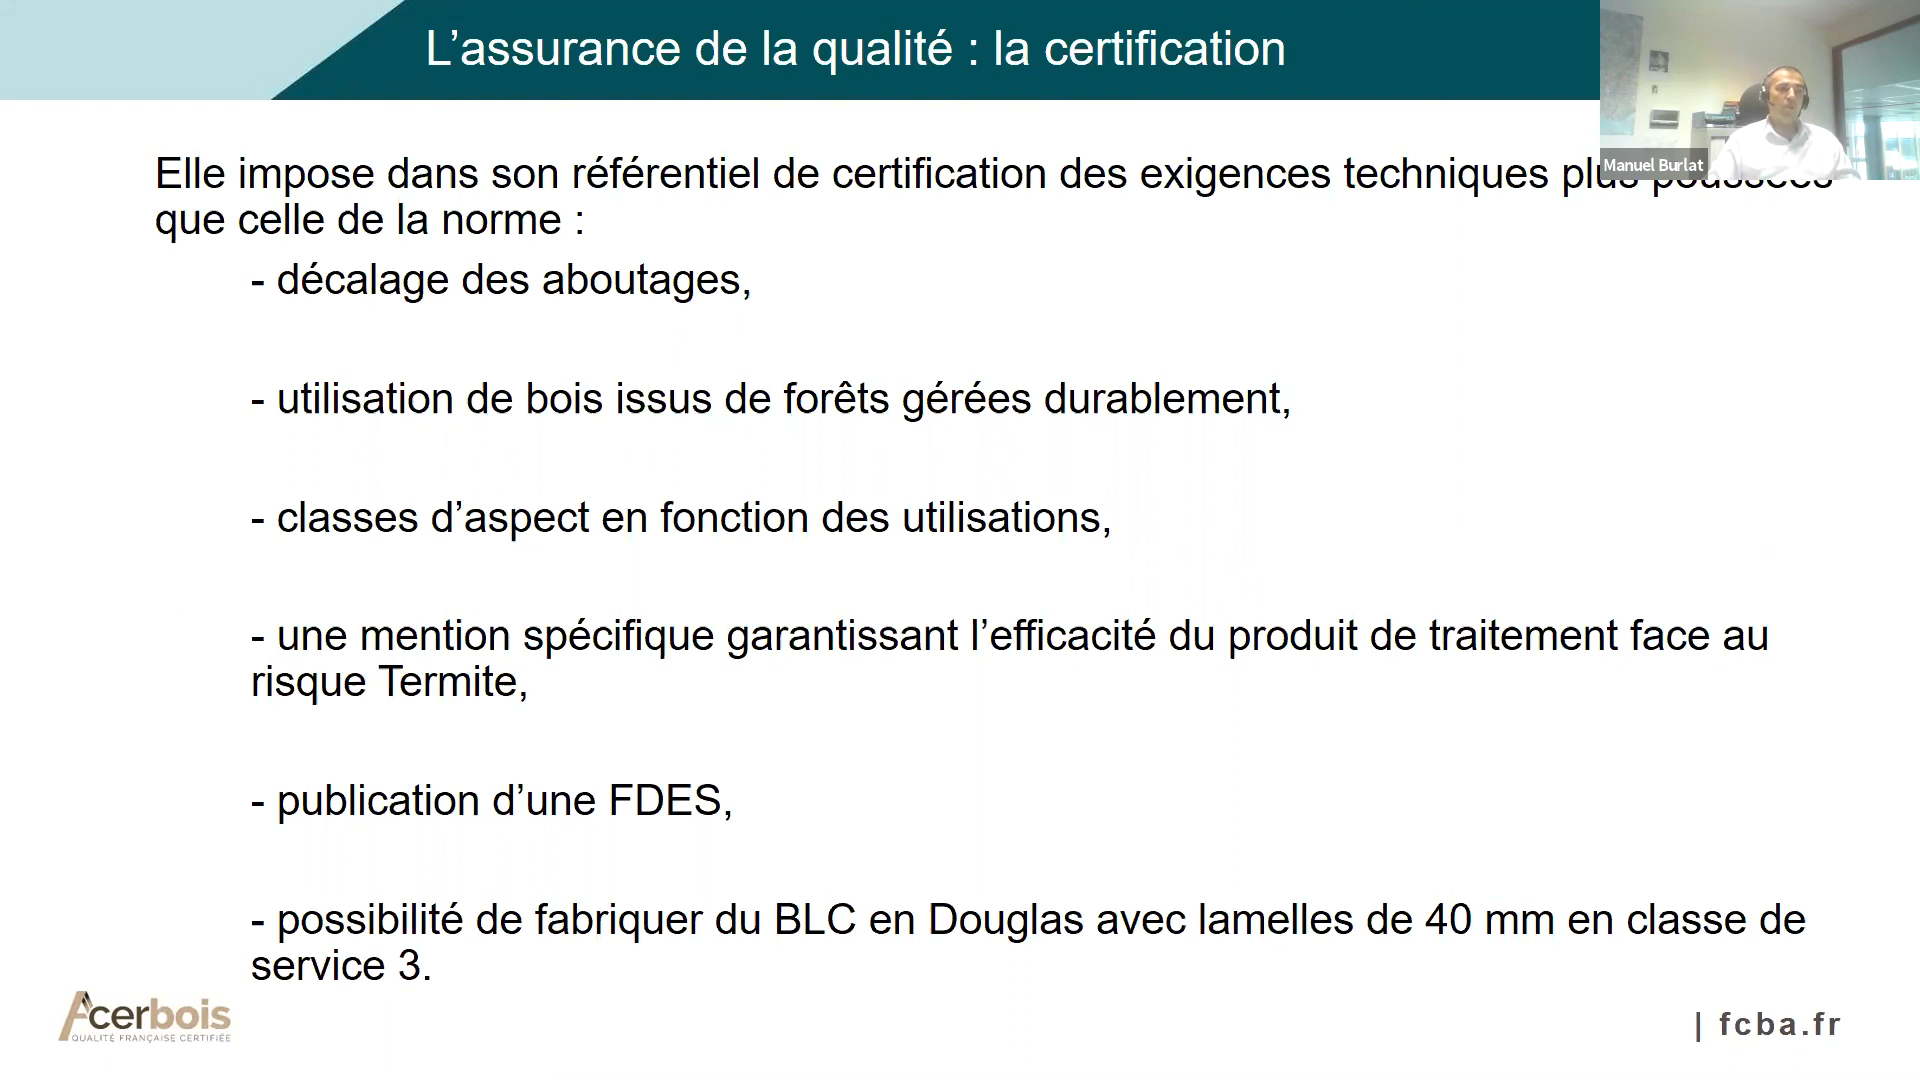 L’assurance de la qualité : la certification
Manuel Burlat
Elle impose dans son référentiel de certification des exigences techniques plus poussées
que celle de la norme :
- décalage des aboutages,
- utilisation de bois issus de forêts gérées durablement,
- classes d’aspect en fonction des utilisations,
- une mention spécifique garantissant l’efficacité du produit de traitement face au
risque Termite,
- publication d’une FDES,
- possibilité de fabriquer du BLC en Douglas avec lamelles de 40 mm en classe de
service 3.
Acerbois
QUALITÉ FRANÇAISE CERTIFIÉE
| fcba.fr